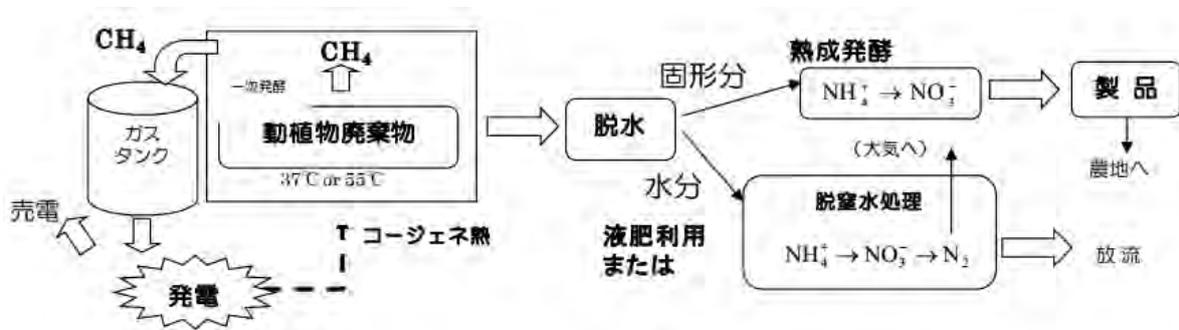 CH₄
ガス
タンク
売電
発電
一次発酵
CH₄
動植物廃棄物
37℃ or 55℃
コージェネ熱
脱水
固形分
水分
液肥利用
または
熟成発酵
NH₄⁺ → NO₃⁻
製品
農地へ
(大気へ)
脱窒水処理
NH₄⁺ → NO₃⁻ → N₂
放流